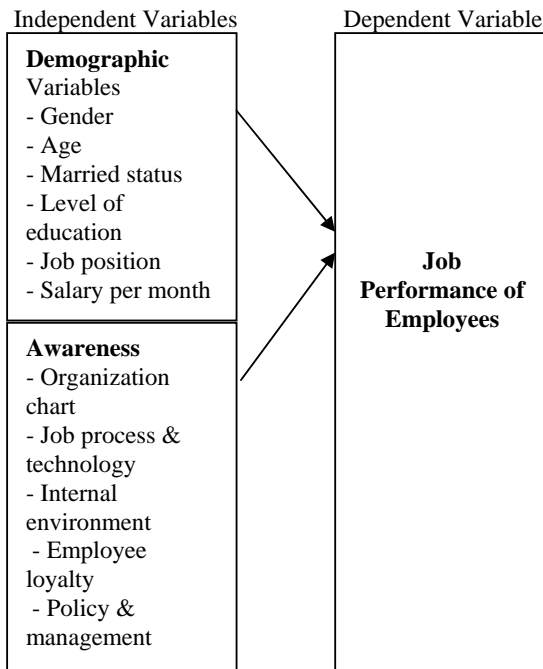 Independent Variables
Dependent Variable
Demographic
Variables
- Gender
- Age
- Married status
- Level of
education
- Job position
- Salary per month
Awareness
- Organization
chart
- Job process &
technology
- Internal
environment
- Employee
loyalty
- Policy &
management
Job
Performance of
Employees